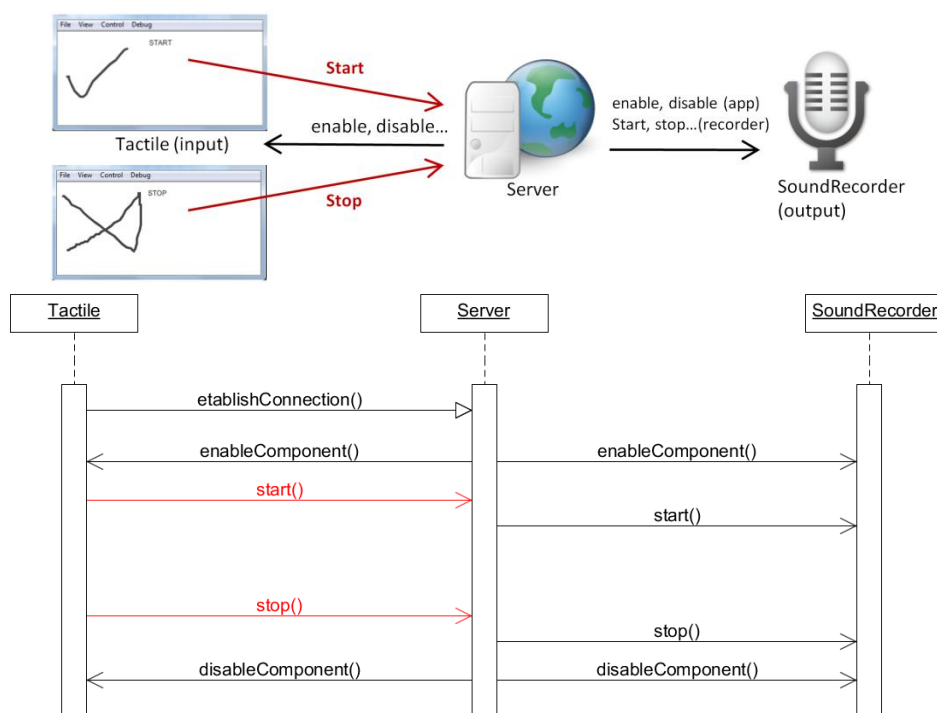 File View Control Debug
START
Start
enable, disable...
Tactile (input)
File View Control Debug
STOP
Stop
Server
enable, disable (app)
Start, stop...(recorder)
SoundRecorder
(output)
Tactile
Server
SoundRecorder
etablishConnection()
enableComponent()
enableComponent()
start()
start()
stop()
stop()
disableComponent()
disableComponent()